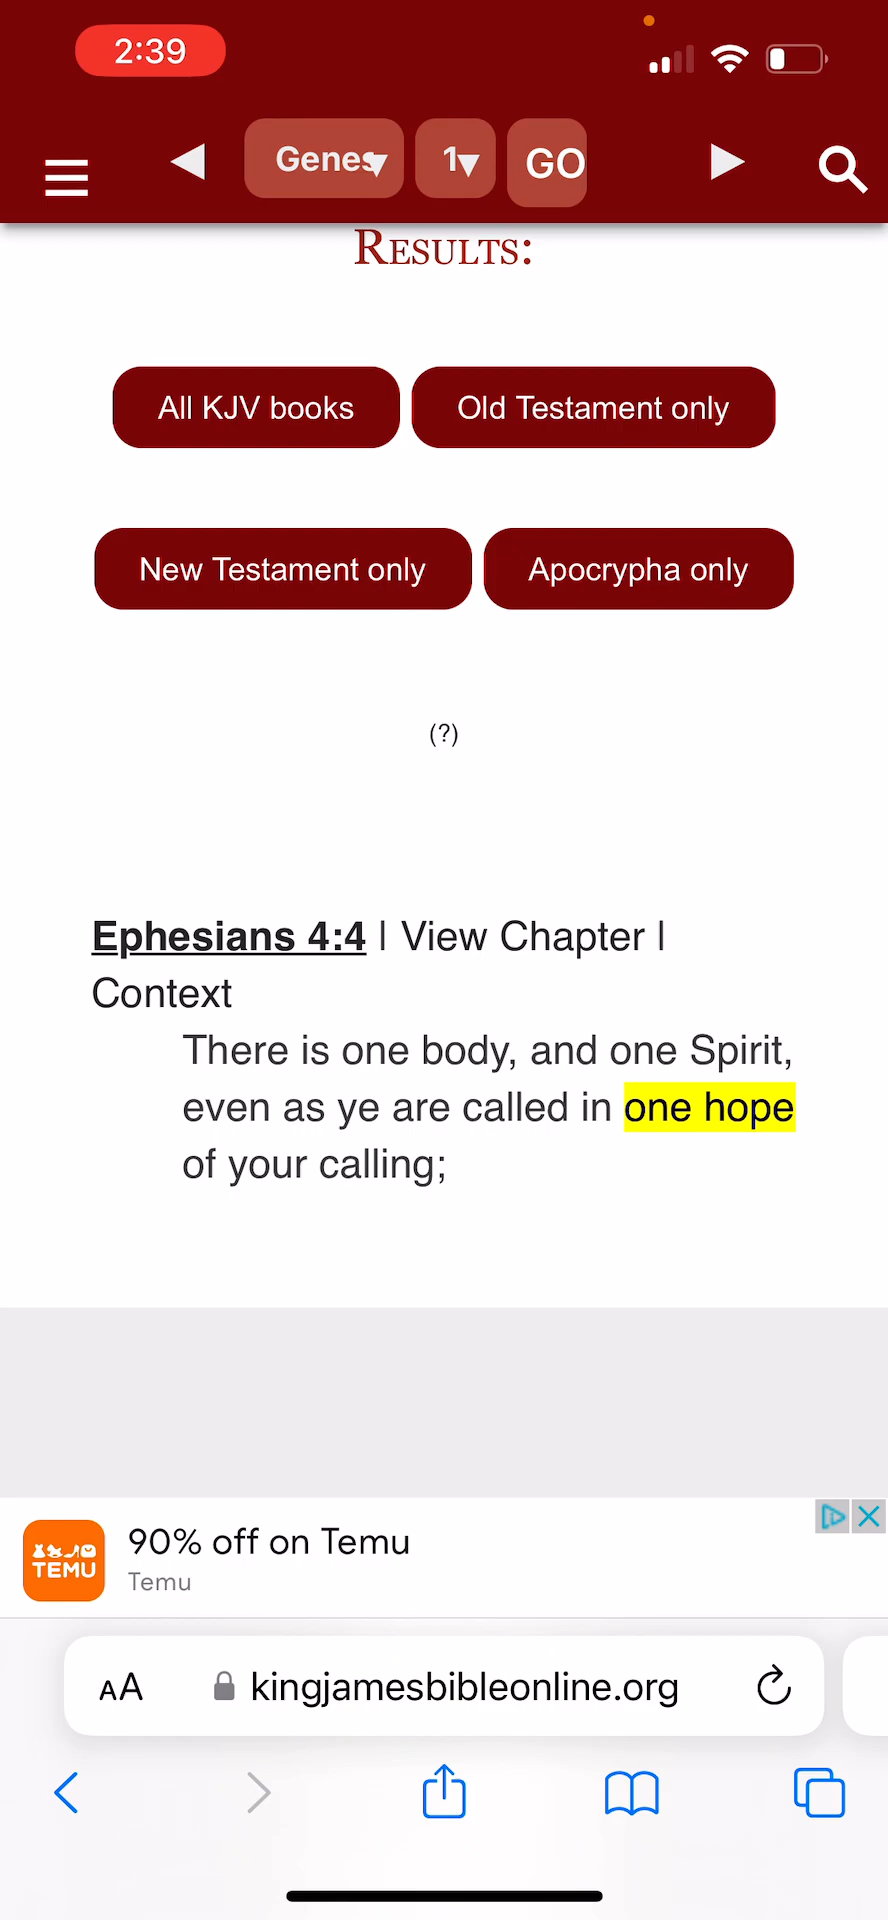 2:39
Genes 1 GO
RESULTS:
All KJV books Old Testament only
New Testament only Apocrypha only
(?)
Ephesians 4:4 | View Chapter |
Context
There is one body, and one Spirit,
even as ye are called in one hope
of your calling;
90% off on Temu
TEMU
Temu
AA kingjamesbibleonline.org